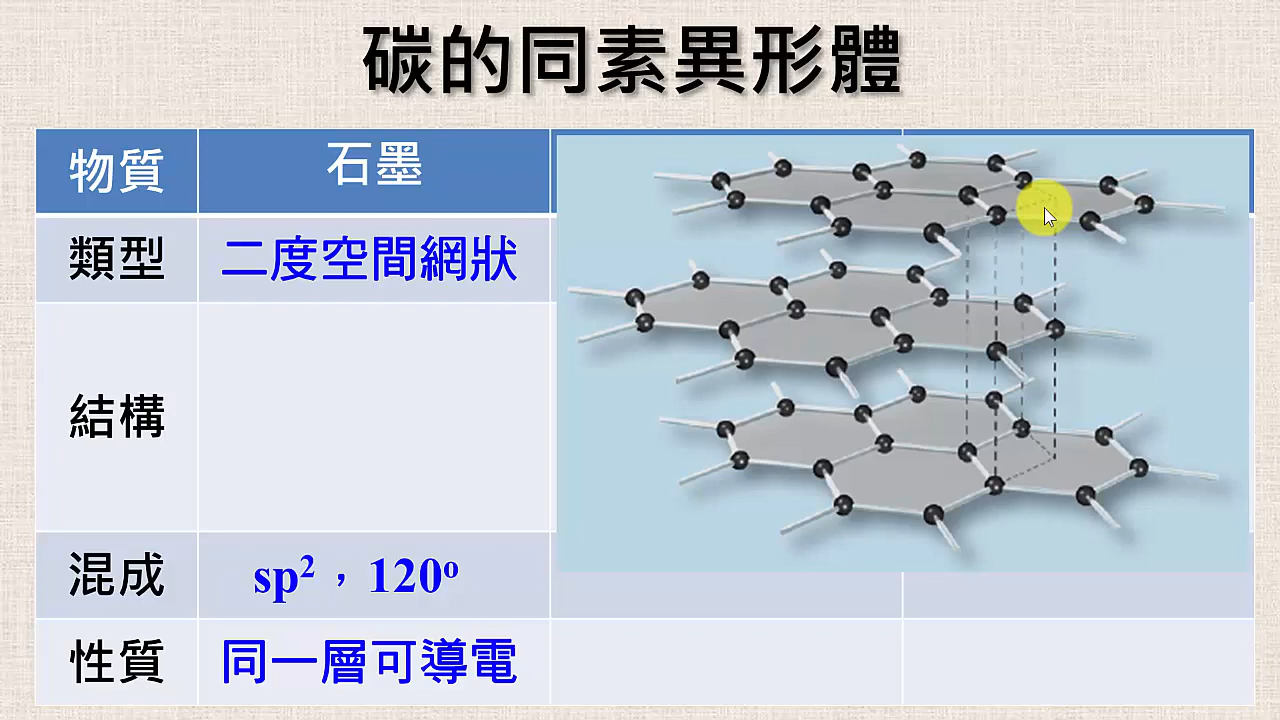 碳的同素異形體
物質 石墨
類型 二度空間網狀
結構
混成 sp²，120º
性質 同一層可導電